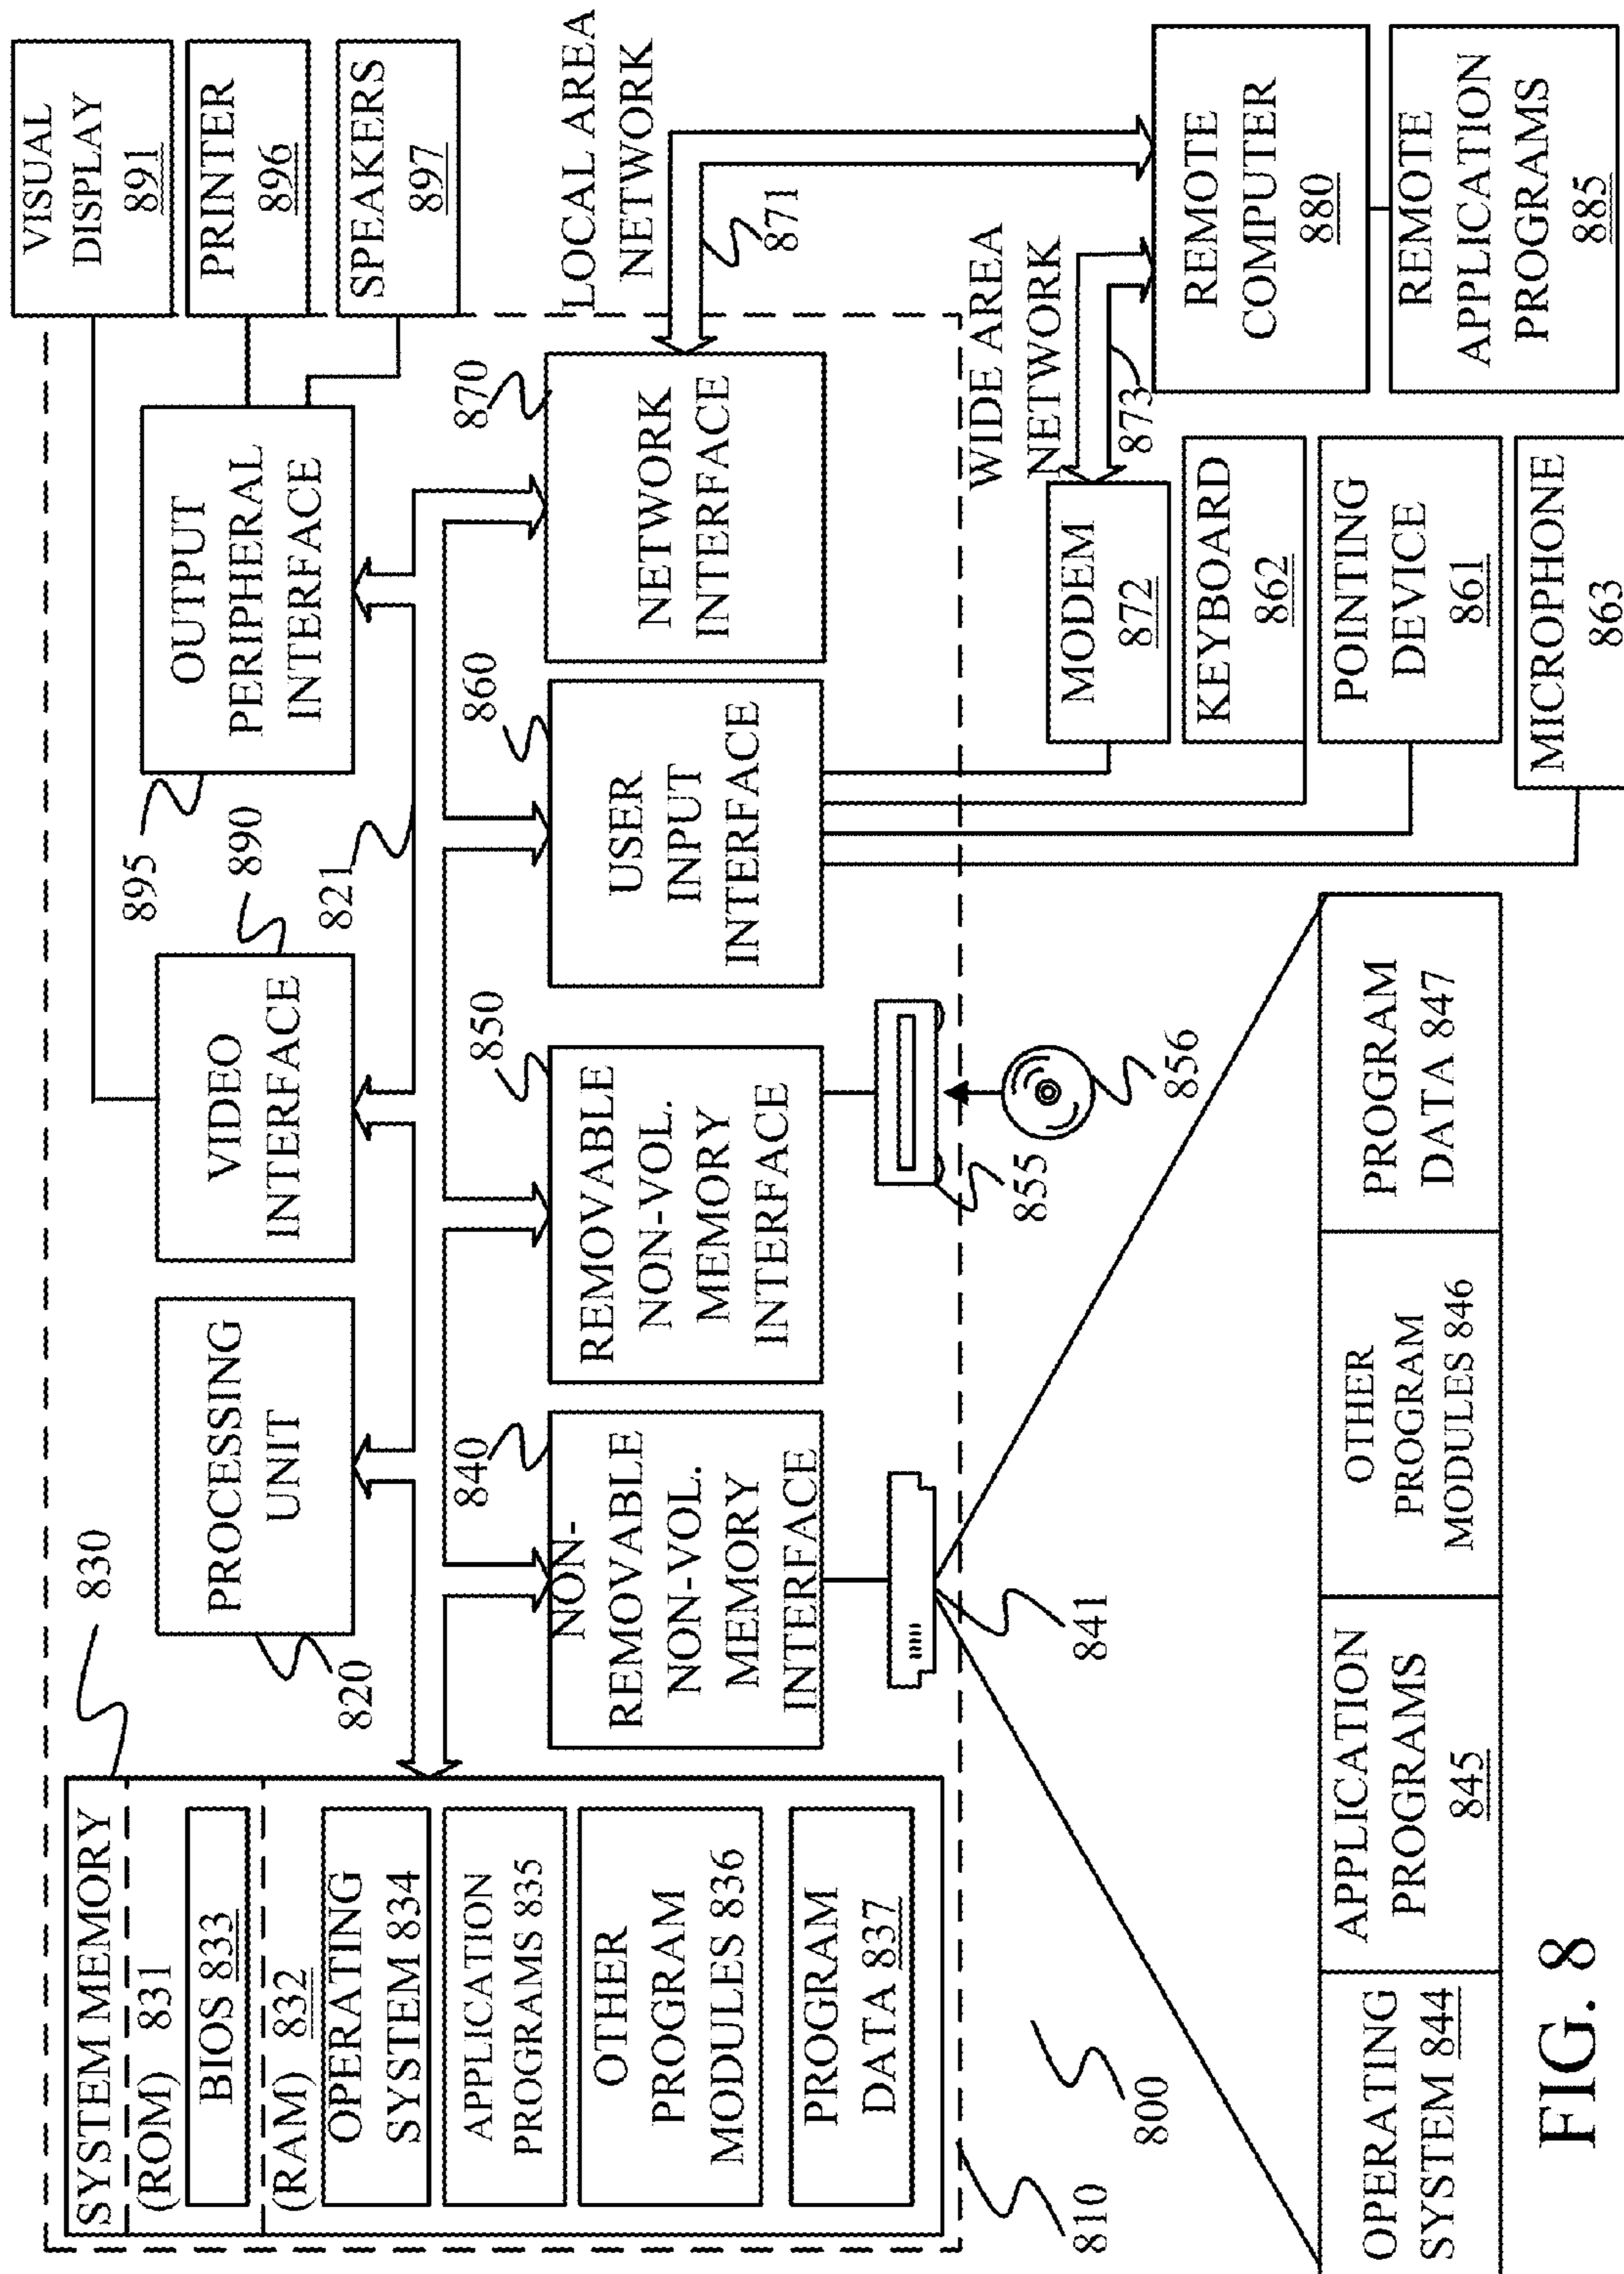 SYSTEM MEMORY
(ROM) 831
BIOS 833
(RAM) 832
OPERATING
SYSTEM 834
APPLICATION
PROGRAMS 835
OTHER
PROGRAM
MODULES 836
PROGRAM
DATA 837
830
820
PROCESSING
UNIT
VIDEO
INTERFACE
890
895
OUTPUT
PERIPHERAL
INTERFACE
821
VISUAL
DISPLAY
891
PRINTER
896
SPEAKERS
897
840
NON-
REMOVABLE
NON-VOL.
MEMORY
INTERFACE
850
REMOVABLE
NON-VOL.
MEMORY
INTERFACE
860
USER
INPUT
INTERFACE
870
NETWORK
INTERFACE
LOCAL AREA
NETWORK
871
841
855
856
810
800
WIDE AREA
NETWORK
873
MODEM
872
KEYBOARD
862
POINTING
DEVICE
861
MICROPHONE
863
REMOTE
COMPUTER
880
REMOTE
APPLICATION
PROGRAMS
885
OPERATING
SYSTEM 844
APPLICATION
PROGRAMS
845
OTHER
PROGRAM
MODULES 846
PROGRAM
DATA 847
FIG. 8